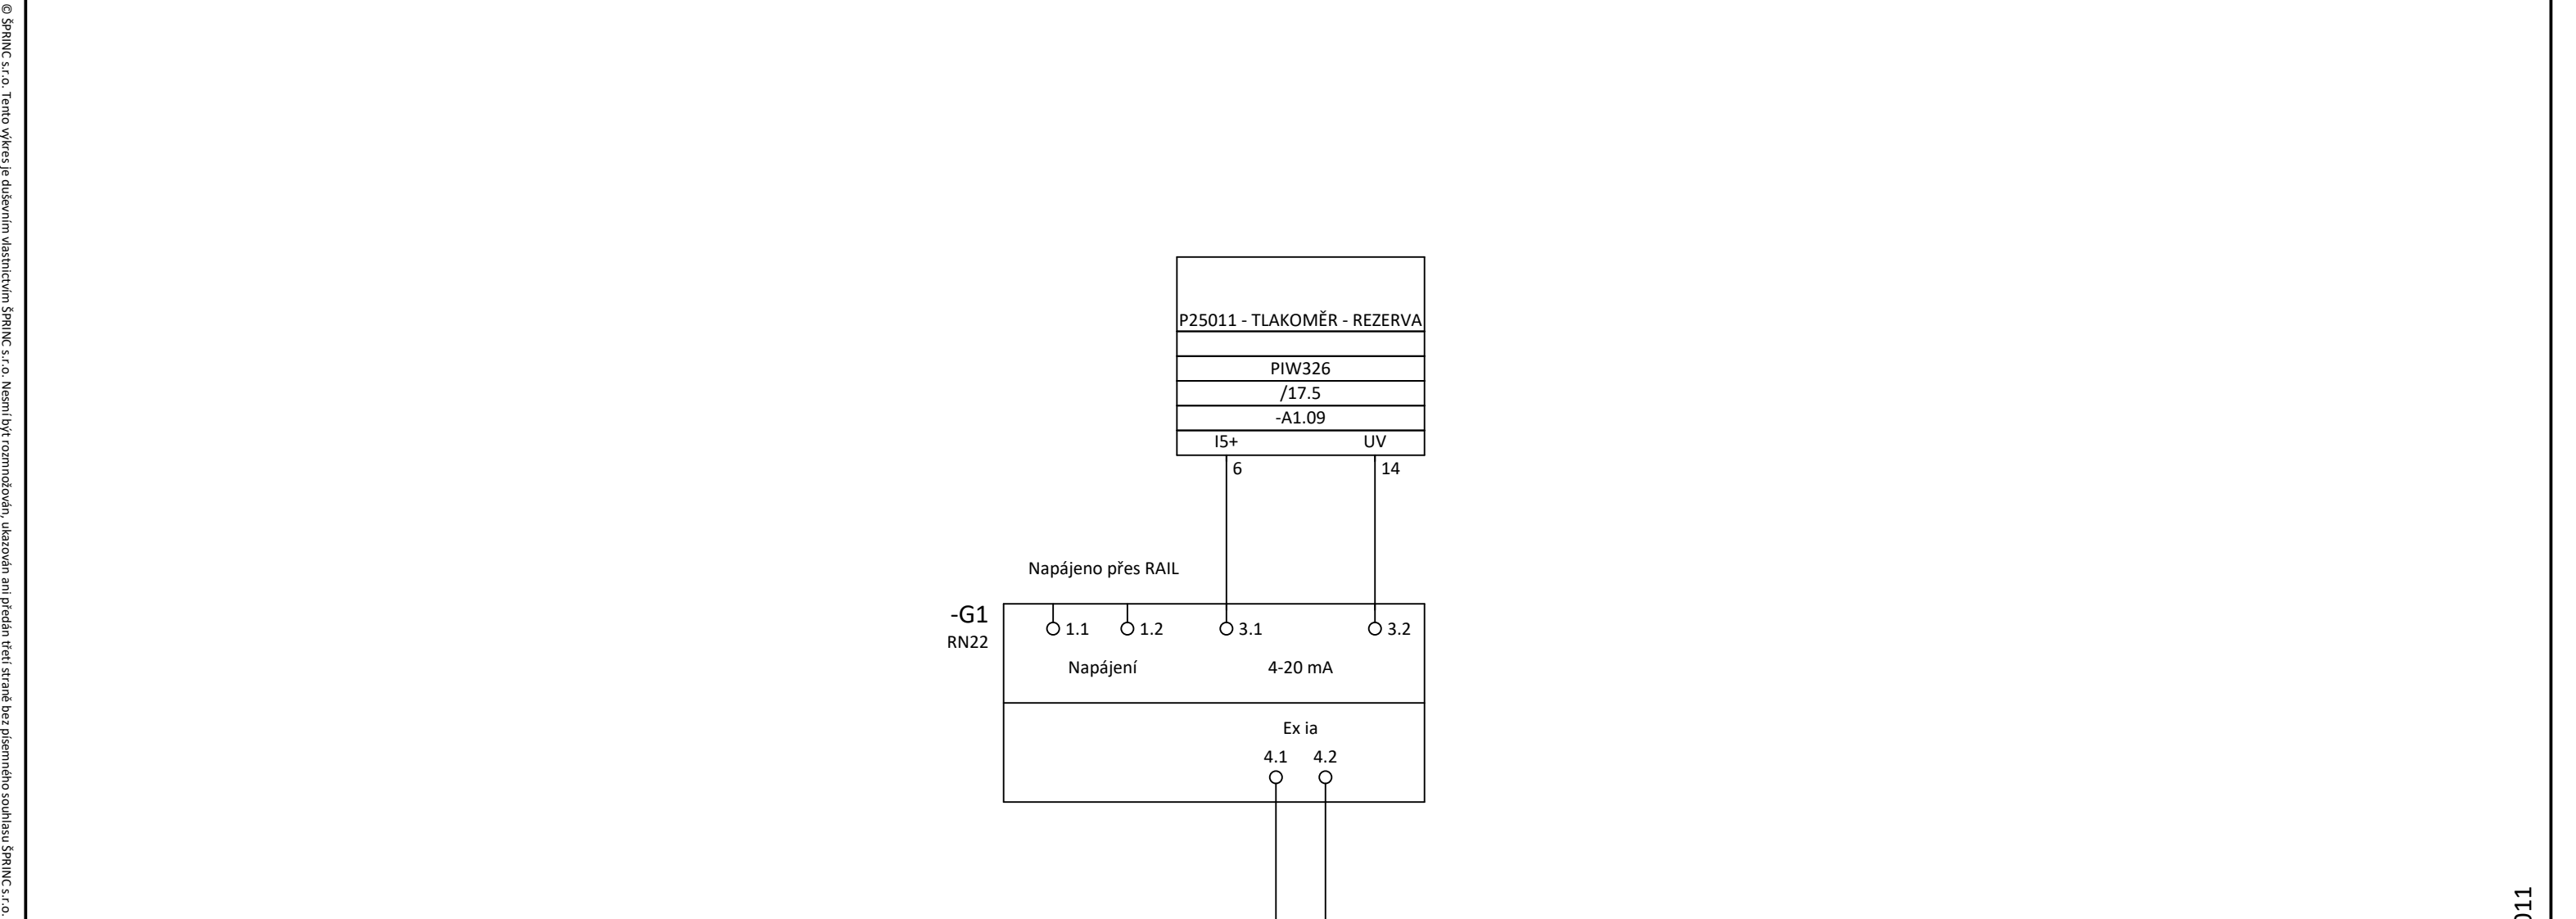 © ŠPRINC s.r.o. Tento výkres je duševním vlastnictvím ŠPRINC s.r.o. Nesmí být rozmnožován, ukazován ani předán třetí straně bez písemného souhlasu ŠPRINC s.r.o.
P25011 - TLAKOMĚR - REZERVA
PIW326
/17.5
-A1.09
I5+ UV
6 14
Napájeno přes RAIL
-G1
RN22
1.1 1.2 3.1 3.2
Napájení 4-20 mA
Ex ia
4.1 4.2